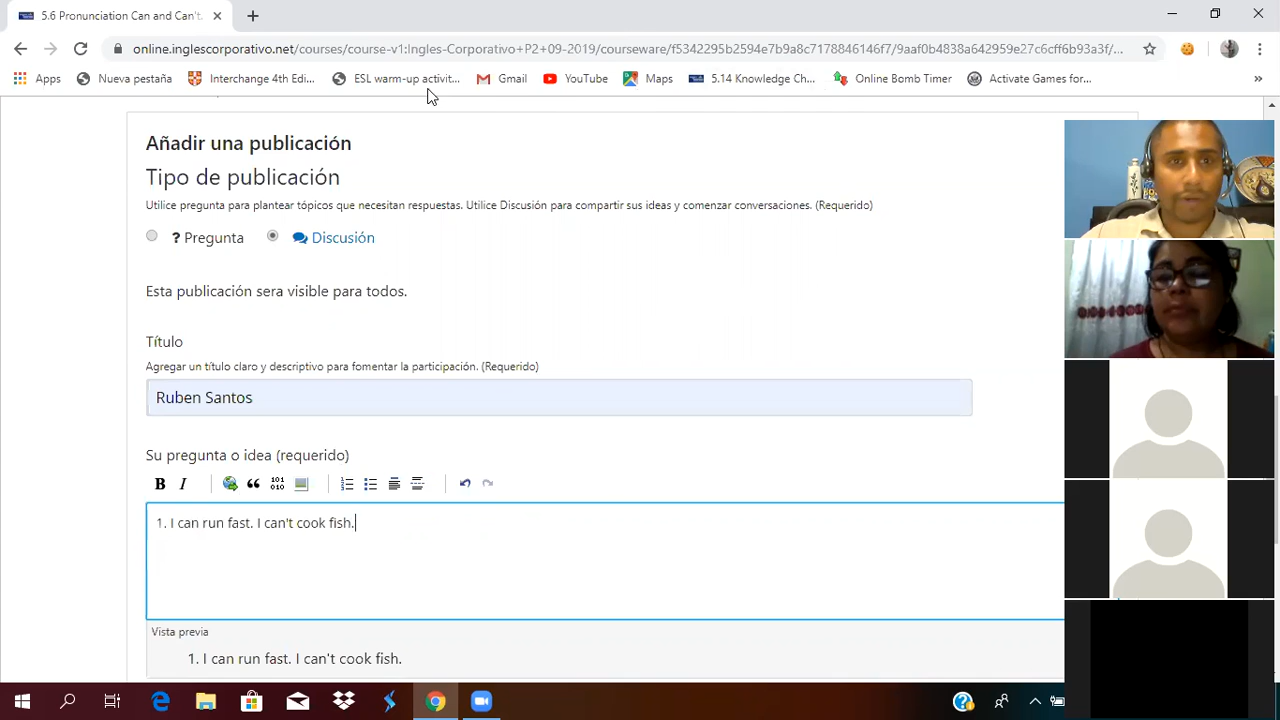 5.6 Pronunciation Can and Can't.
online.inglescorporativo.net/courses/course-v1:Ingles-Corporativo+P2+09-2019/courseware/f5342295b2594e7b9a8c7178846146f7/9aaf0b4838a642959e27c6cff6b93a3f/...
Apps
Nueva pestaña
Interchange 4th Edi...
ESL warm-up activit...
Gmail
YouTube
Maps
5.14 Knowledge Ch...
Online Bomb Timer
Activate Games for...
»
Añadir una publicación
Tipo de publicación
Utilice pregunta para plantear tópicos que necesitan respuestas. Utilice Discusión para compartir sus ideas y comenzar conversaciones. (Requerido)
? Pregunta
Discusión
Esta publicación sera visible para todos.
Título
Agregar un título claro y descriptivo para fomentar la participación. (Requerido)
Ruben Santos
Su pregunta o idea (requerido)
B I
1. I can run fast. I can't cook fish.
Vista previa
1. I can run fast. I can't cook fish.